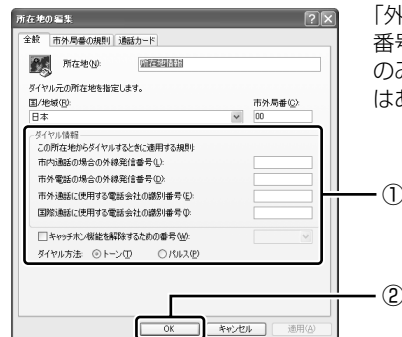 所在地の編集
全般 市外局番の規則 通話カード
所在地(N): 所在地情報
ダイヤル元の所在地を指定します。
国/地域(R): 市外局番(C):
日本 00
ダイヤル情報
この所在地からダイヤルするときに適用する規則:
市内通話の場合の外線発信番号(L):
市外電話の場合の外線発信番号(D):
市外通話に使用する電話会社の識別番号(E):
国際通話に使用する電話会社の識別番号(I):
キャッチホン機能を解除するための番号(W):
ダイヤル方法: トーン(T) パルス(P)
OK キャンセル 適用(A)
①
②
「外
番号
のみ
はあ